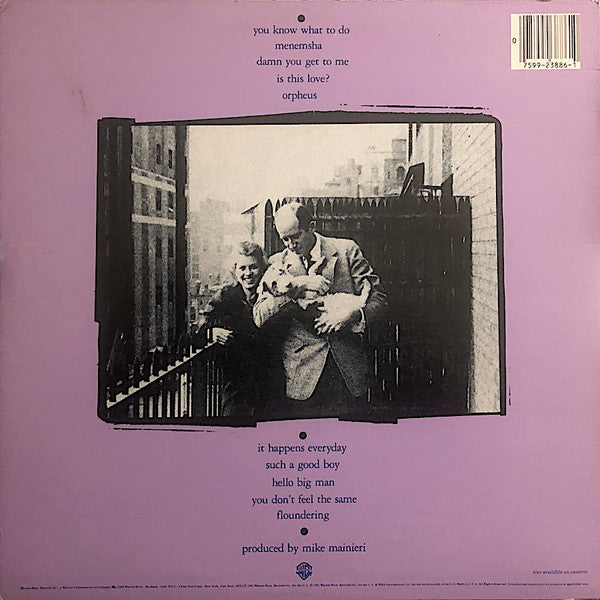 you know what to do
menemsha
damn you get to me
is this love?
orpheus
0
7599-23886-1
it happens everyday
such a good boy
hello big man
you don't feel the same
floundering
produced by mike mainieri
also available on cassette